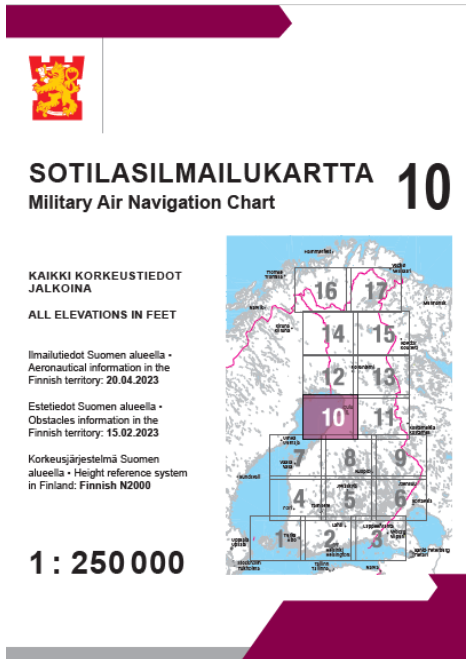 SOTILASILMAILUKARTTA 10
Military Air Navigation Chart
KAIKKI KORKEUSTIEDOT
JALKOINA
ALL ELEVATIONS IN FEET
Ilmailutiedot Suomen alueella •
Aeronautical information in the
Finnish territory: 20.04.2023
Estetiedot Suomen alueella •
Obstacles information in the
Finnish territory: 15.02.2023
Korkeusjärjestelmä Suomen
alueella • Height reference system
in Finland: Finnish N2000
1 : 250 000
16 17
14 15
12 13
10 11
7 8 9
4 5 6
1 2 3